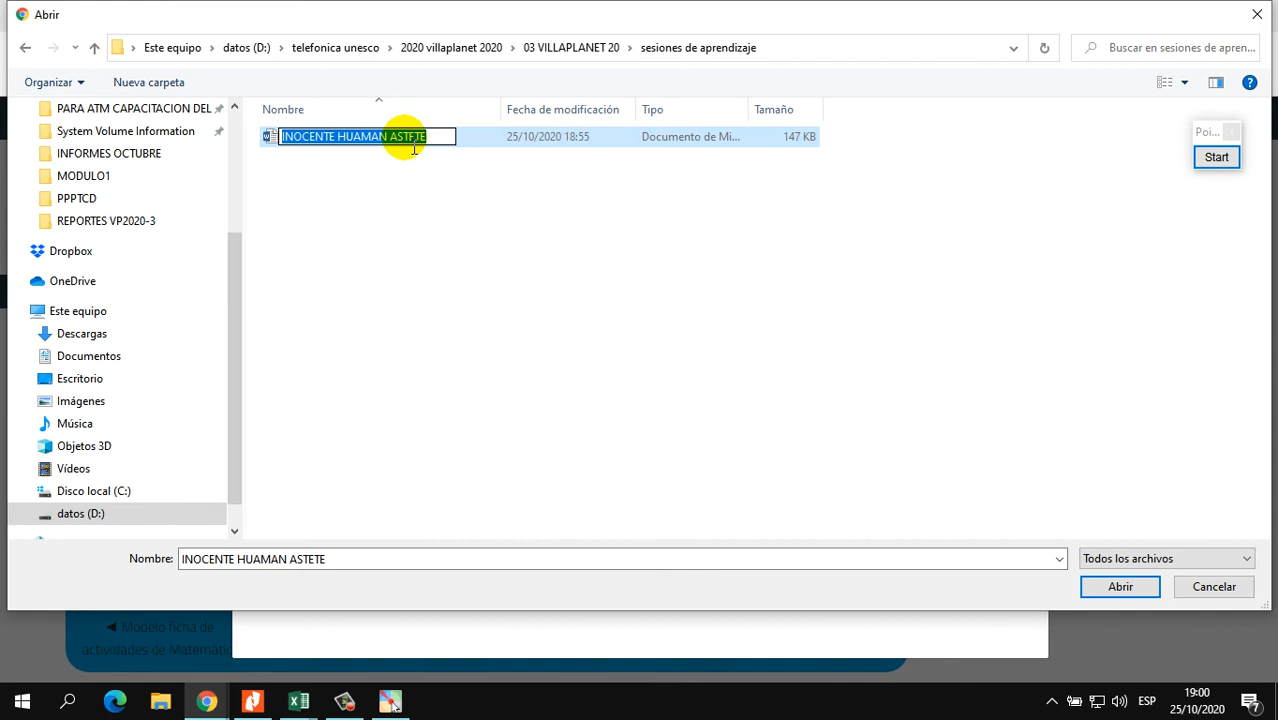 Abrir
Este equipo
datos (D:)
telefonica unesco
2020 villaplanet 2020
03 VILLAPLANET 20
sesiones de aprendizaje
Buscar en sesiones de apren...
Organizar
Nueva carpeta
PARA ATM CAPACITACION DEL
System Volume Information
INFORMES OCTUBRE
MODULO1
PPPTCD
REPORTES VP2020-3
Dropbox
OneDrive
Este equipo
Descargas
Documentos
Escritorio
Imágenes
Música
Objetos 3D
Vídeos
Disco local (C:)
datos (D:)
Nombre
Fecha de modificación
Tipo
Tamaño
INOCENTE HUAMAN ASTETE
25/10/2020 18:55
Documento de Mi...
147 KB
Poi...
Start
Nombre:
INOCENTE HUAMAN ASTETE
Todos los archivos
Abrir
Cancelar
◀ Modelo ficha de
actividades de Matemátic
ESP
19:00
25/10/2020
7